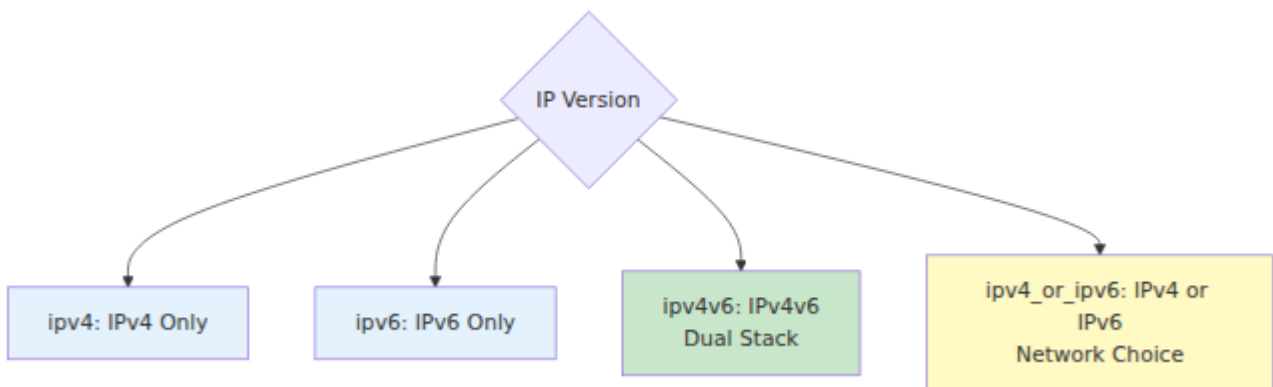 IP Version
ipv4: IPv4 Only
ipv6: IPv6 Only
ipv4v6: IPv4v6
Dual Stack
ipv4_or_ipv6: IPv4 or
IPv6
Network Choice